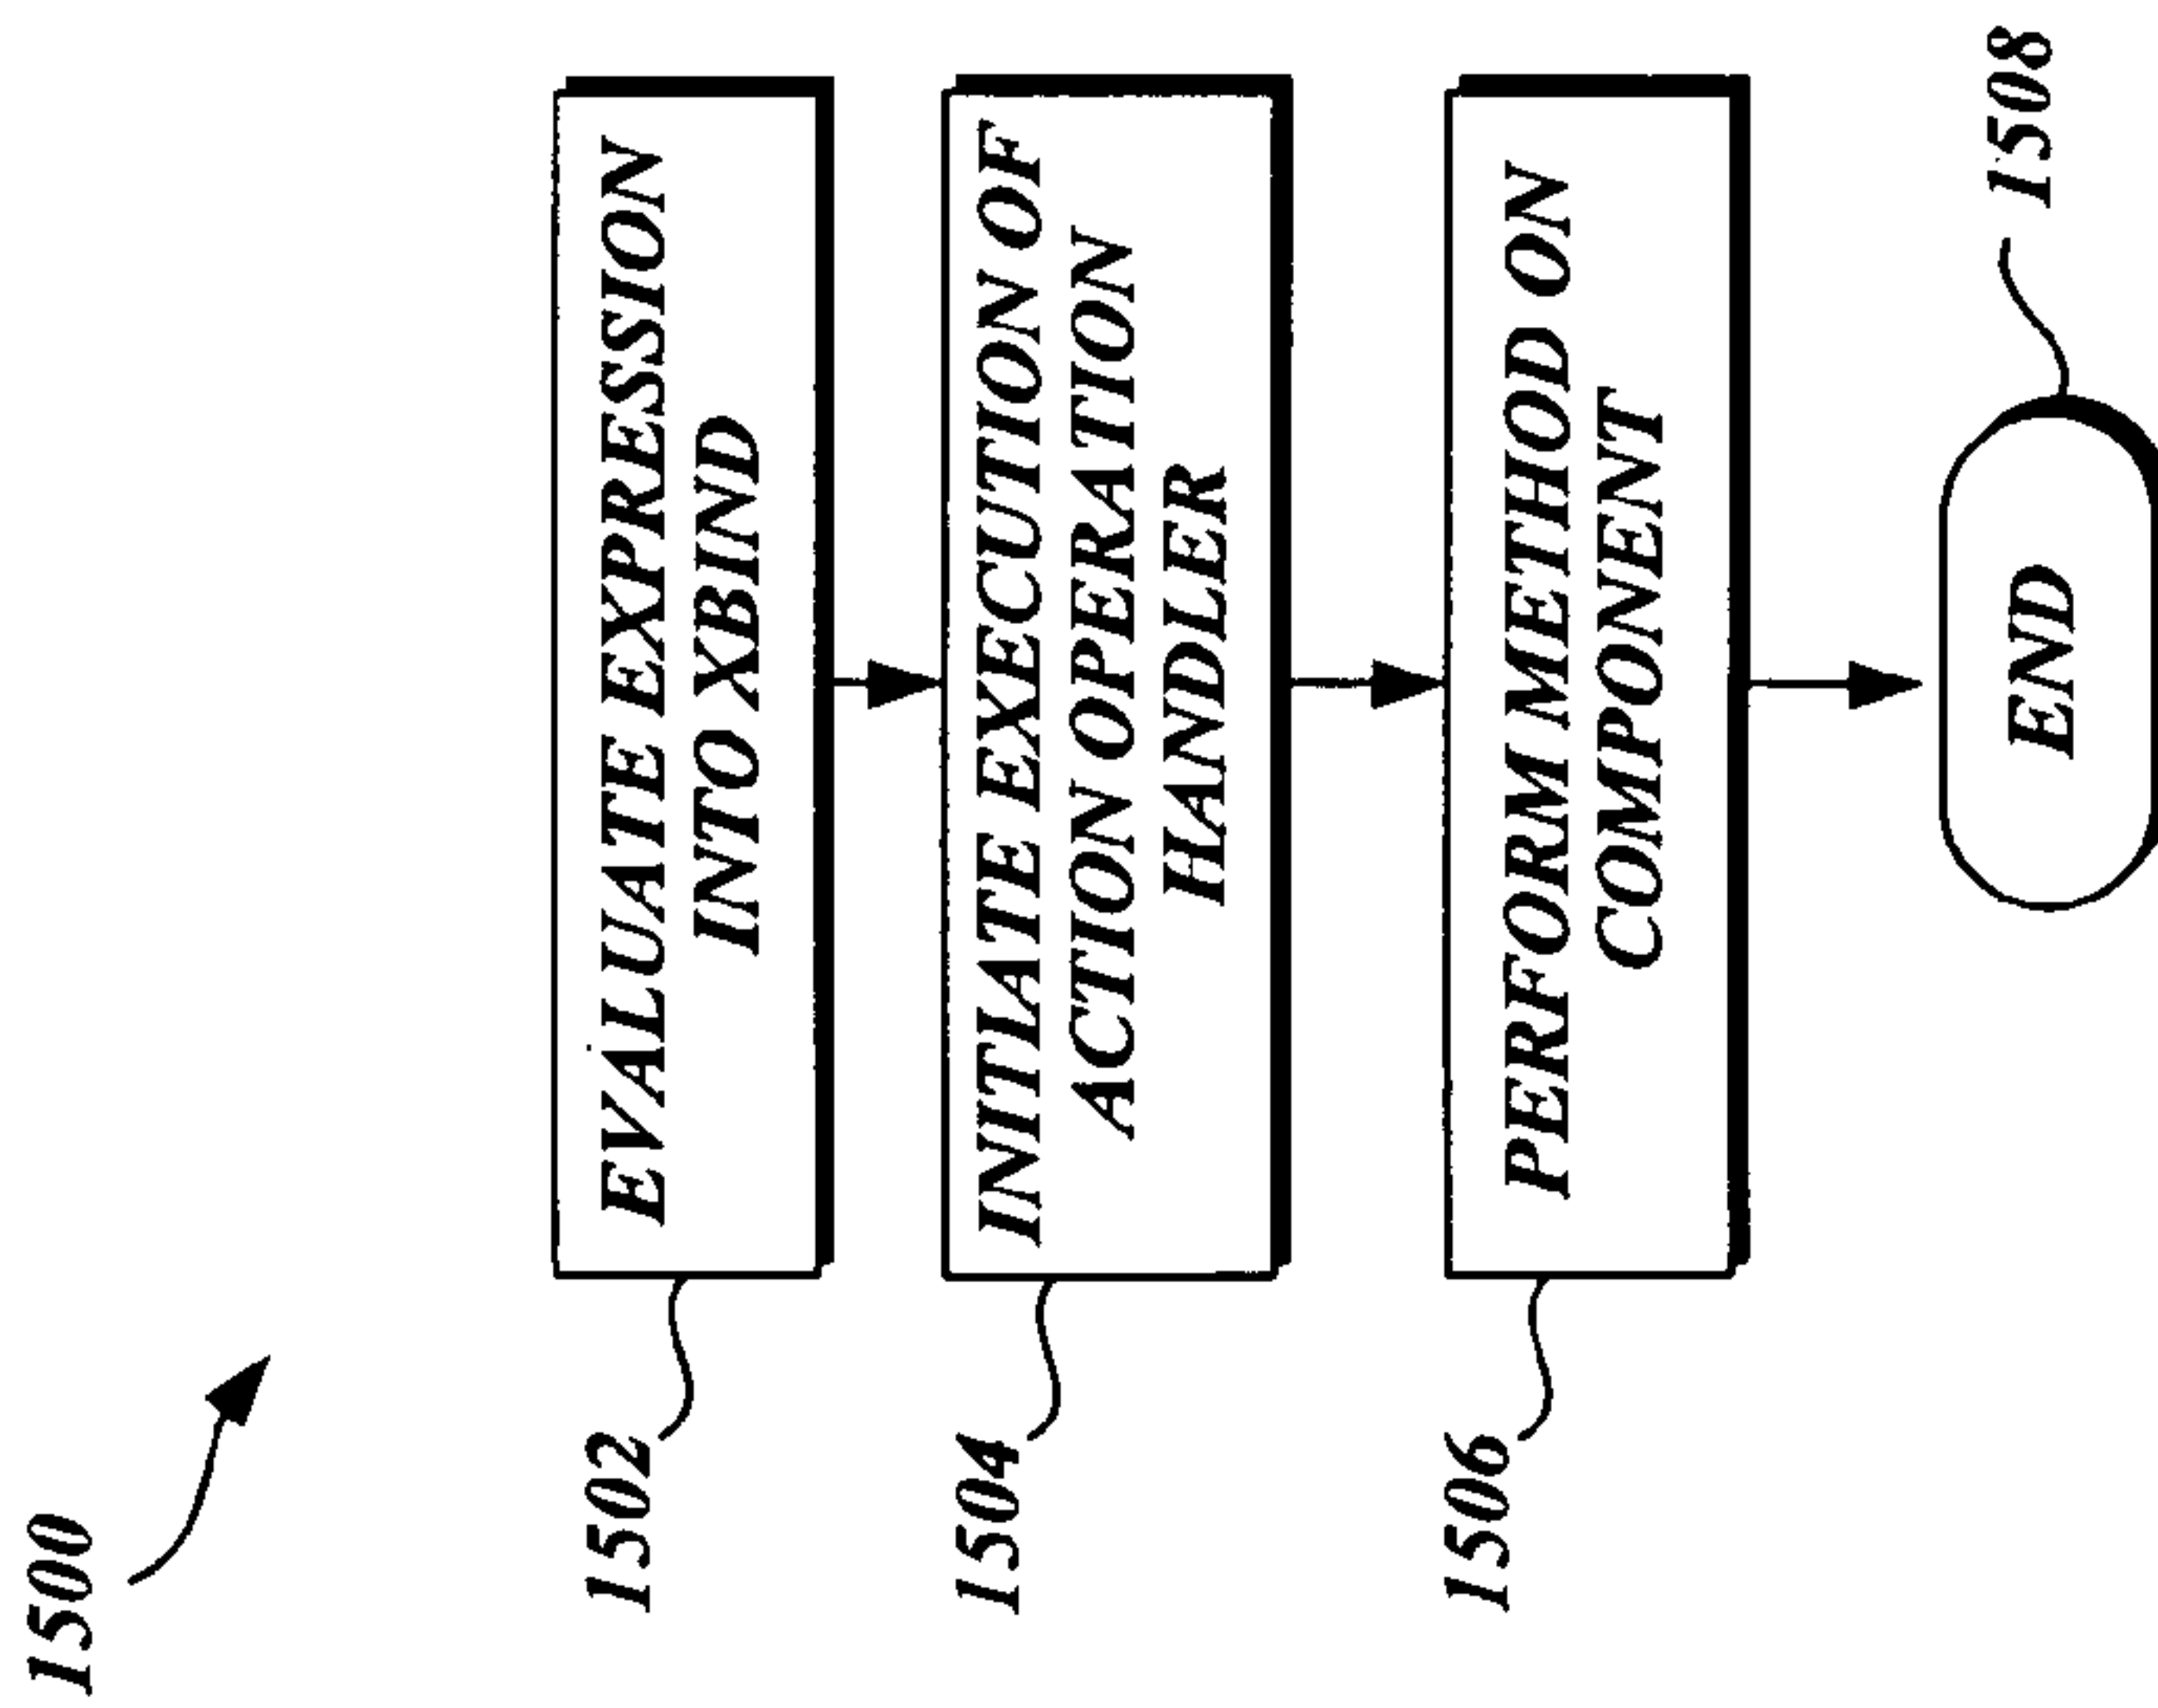 1500
1502
EVALUATE EXPRESSION
INTO XBIND
1504
INITIATE EXECUTION OF
ACTION OPERATION
HANDLER
1506
PERFORM METHOD ON
COMPONENT
END
1508